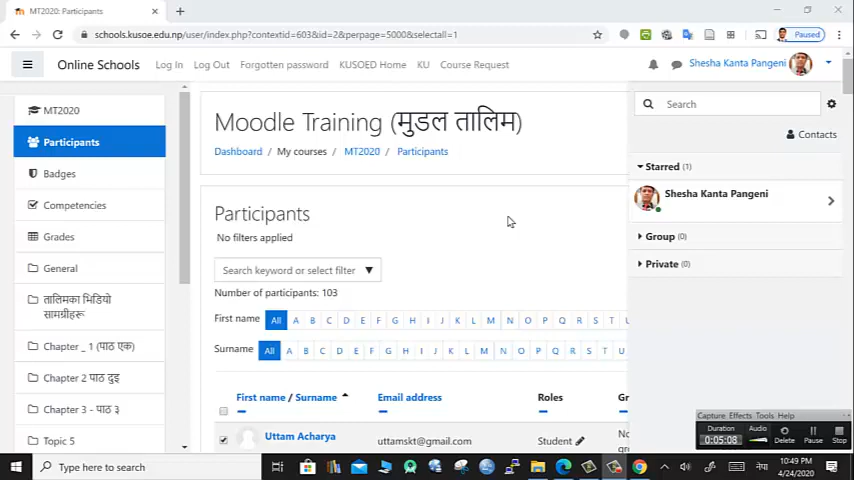 MT2020: Participants
schools.kusoe.edu.np/user/index.php?contextid=603&id=2&perpage=5000&selectall=1
Paused
Online Schools Log In Log Out Forgotten password KUSOED Home KU Course Request Shesha Kanta Pangeni
MT2020
Participants
Badges
Competencies
Grades
General
तालिमका भिडियो
सामग्रीहरू
Chapter _ 1 (पाठ एक)
Chapter 2 पाठ दुइ
Chapter 3 - पाठ ३
Topic 5
Moodle Training (मुडल तालिम)
Dashboard / My courses / MT2020 / Participants
Participants
No filters applied
Search keyword or select filter
Number of participants: 103
First name All A B C D E F G H I J K L M N O P Q R S T U
Surname All A B C D E F G H I J K L M N O P Q R S T U
First name / Surname Email address Roles
Uttam Acharya uttamskt@gmail.com Student No
Search
Contacts
Starred (1)
Shesha Kanta Pangeni
Group (0)
Private (0)
Capture Effects Tools Help
Duration Audio
00:05:08 Delete Pause Stop
Type here to search
नेपा
10:49 PM
4/24/2020